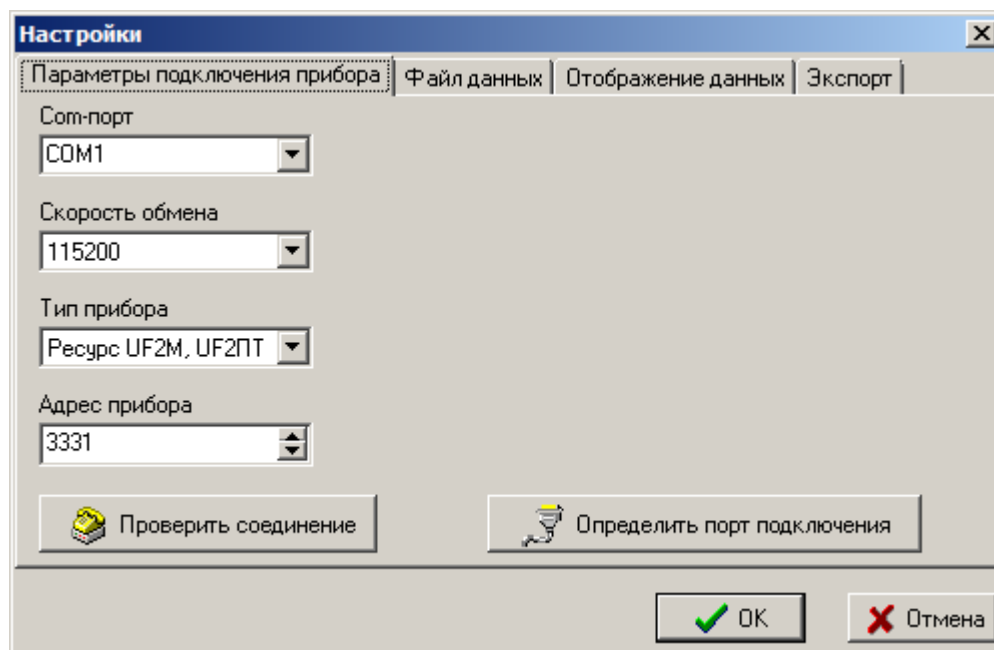 Настройки
Параметры подключения прибора Файл данных Отображение данных Экспорт
Com-порт
COM1
Скорость обмена
115200
Тип прибора
Ресурс UF2M, UF2ПТ
Адрес прибора
3331
Проверить соединение Определить порт подключения
OK Отмена